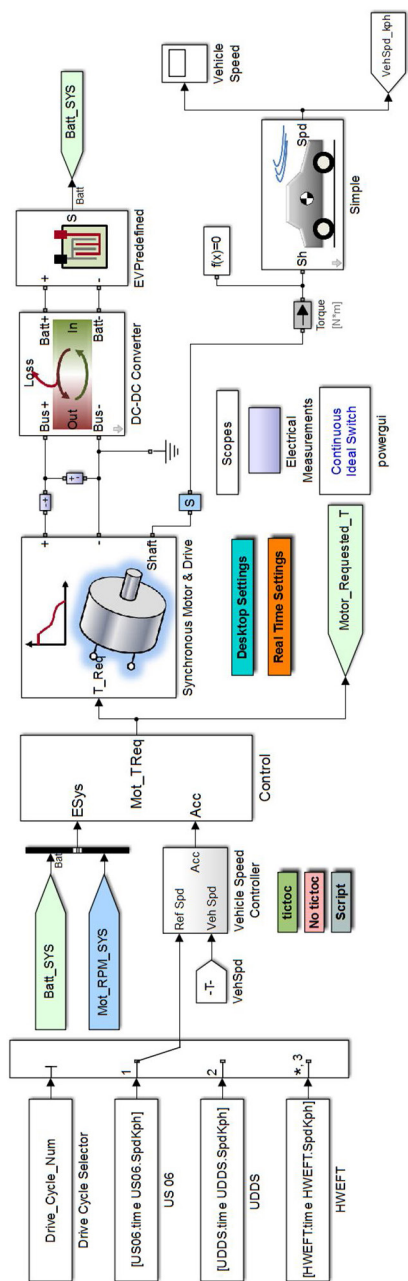 Drive_Cycle_Num
Drive Cycle Selector
[US06.time US06.SpdKph]
US 06
[UDDS.time UDDS.SpdKph]
UDDS
[HWEFT.time HWEFT.SpdKph]
HWEFT
1
2
*, 3
Batt_SYS
Mot_RPM_SYS
Bat
-T-
VehSpd
Ref Spd
Veh Spd
Acc
Vehicle Speed
Controller
tictoc
No tictoc
Script
ESys
Mot_TReq
Acc
Control
T_Req
+
-
Shaft
Synchronous Motor & Drive
Desktop Settings
Real Time Settings
Motor_Requested_T
S
Bus+
Batt+
Loss
Out
In
Bus-
Batt-
DC-DC Converter
+
-
S
EVPredefined
Batt
Batt_SYS
Scopes
Electrical
Measurements
Continuous
Ideal Switch
powergui
f(x)=0
Torque
[N*m]
Sh
Spd
Simple
Vehicle
Speed
VehSpd_kph